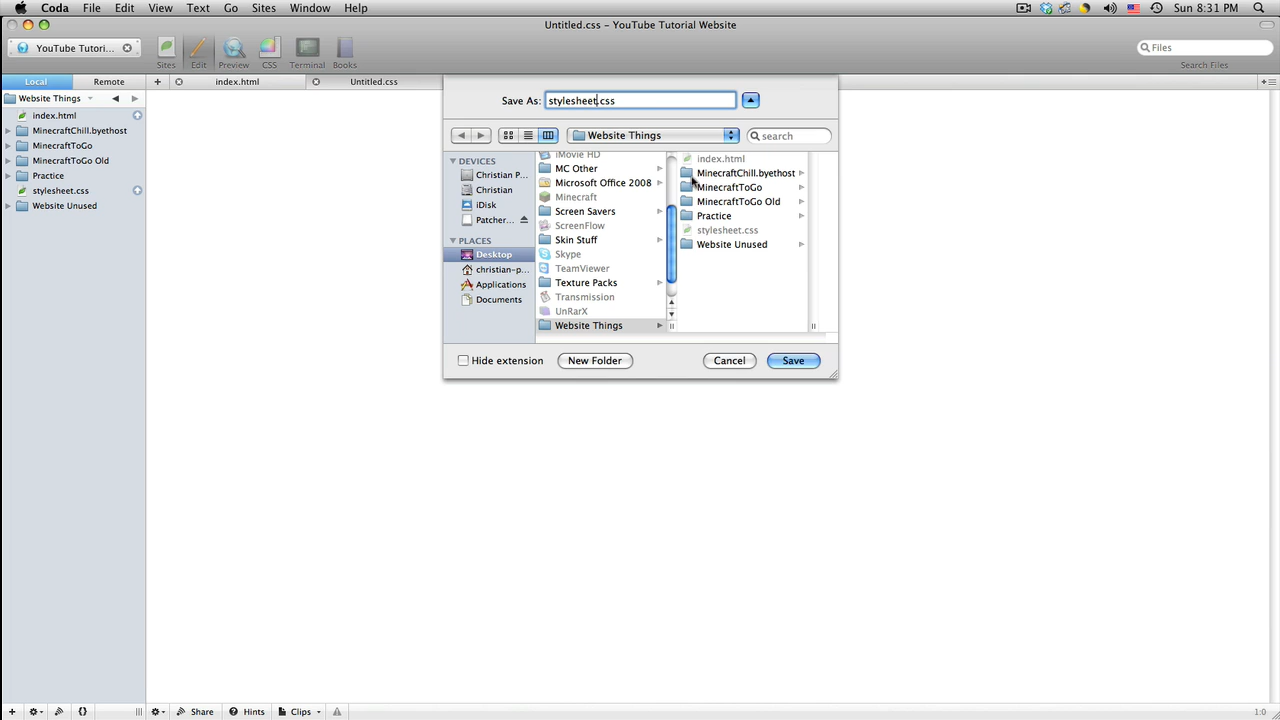 Coda File Edit View Text Go Sites Window Help Sun 8:31 PM
Untitled.css – YouTube Tutorial Website
YouTube Tutori... Files
Sites Edit Preview CSS Terminal Books Search Files
Local Remote index.html Untitled.css
Website Things
index.html
MinecraftChill.byethost
MinecraftToGo
MinecraftToGo Old
Practice
stylesheet.css
Website Unused
Save As: stylesheet.css
Website Things search
DEVICES
Christian P...
Christian
iDisk
Patcher...
PLACES
Desktop
christian-p...
Applications
Documents
iMovie HD
MC Other
Microsoft Office 2008
Minecraft
Screen Savers
ScreenFlow
Skin Stuff
Skype
TeamViewer
Texture Packs
Transmission
UnRarX
Website Things
index.html
MinecraftChill.byethost
MinecraftToGo
MinecraftToGo Old
Practice
stylesheet.css
Website Unused
Hide extension New Folder Cancel Save
Share Hints Clips 1:0